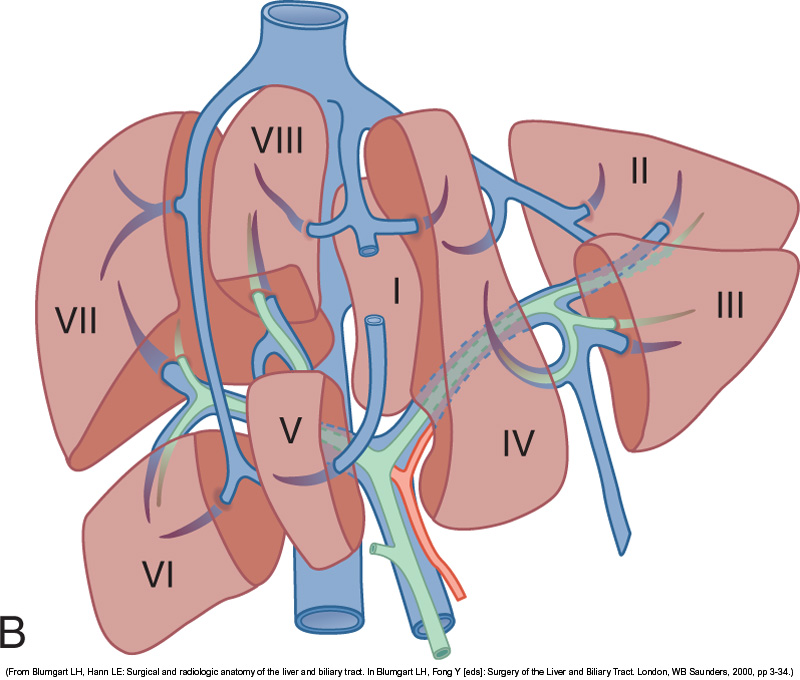 VIII
II
I
III
VII
V
IV
VI
B
(From Blumgart LH, Hann LE: Surgical and radiologic anatomy of the liver and biliary tract. In Blumgart LH, Fong Y [eds]: Surgery of the Liver and Biliary Tract. London, WB Saunders, 2000, pp 3-34.)